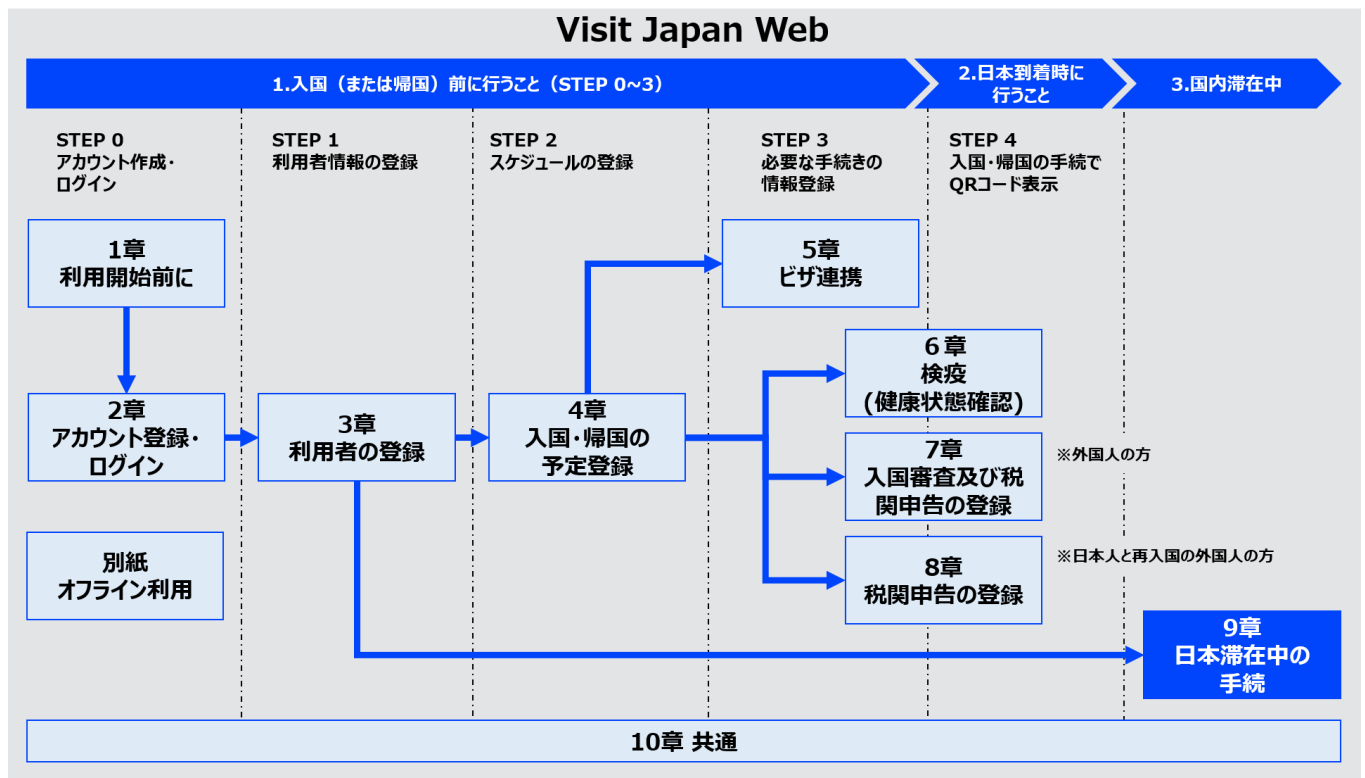 Visit Japan Web
1.入国（または帰国）前に行うこと（STEP 0~3）
2.日本到着時に
行うこと
3.国内滞在中
STEP 0
アカウント作成・
ログイン
STEP 1
利用者情報の登録
STEP 2
スケジュールの登録
STEP 3
必要な手続きの
情報登録
STEP 4
入国・帰国の手続で
QRコード表示
1章
利用開始前に
5章
ビザ連携
６章
検疫
(健康状態確認)
2章
アカウント登録・
ログイン
3章
利用者の登録
4章
入国・帰国の
予定登録
7章
入国審査及び税
関申告の登録
※外国人の方
別紙
オフライン利用
8章
税関申告の登録
※日本人と再入国の外国人の方
9章
日本滞在中の
手続
10章 共通